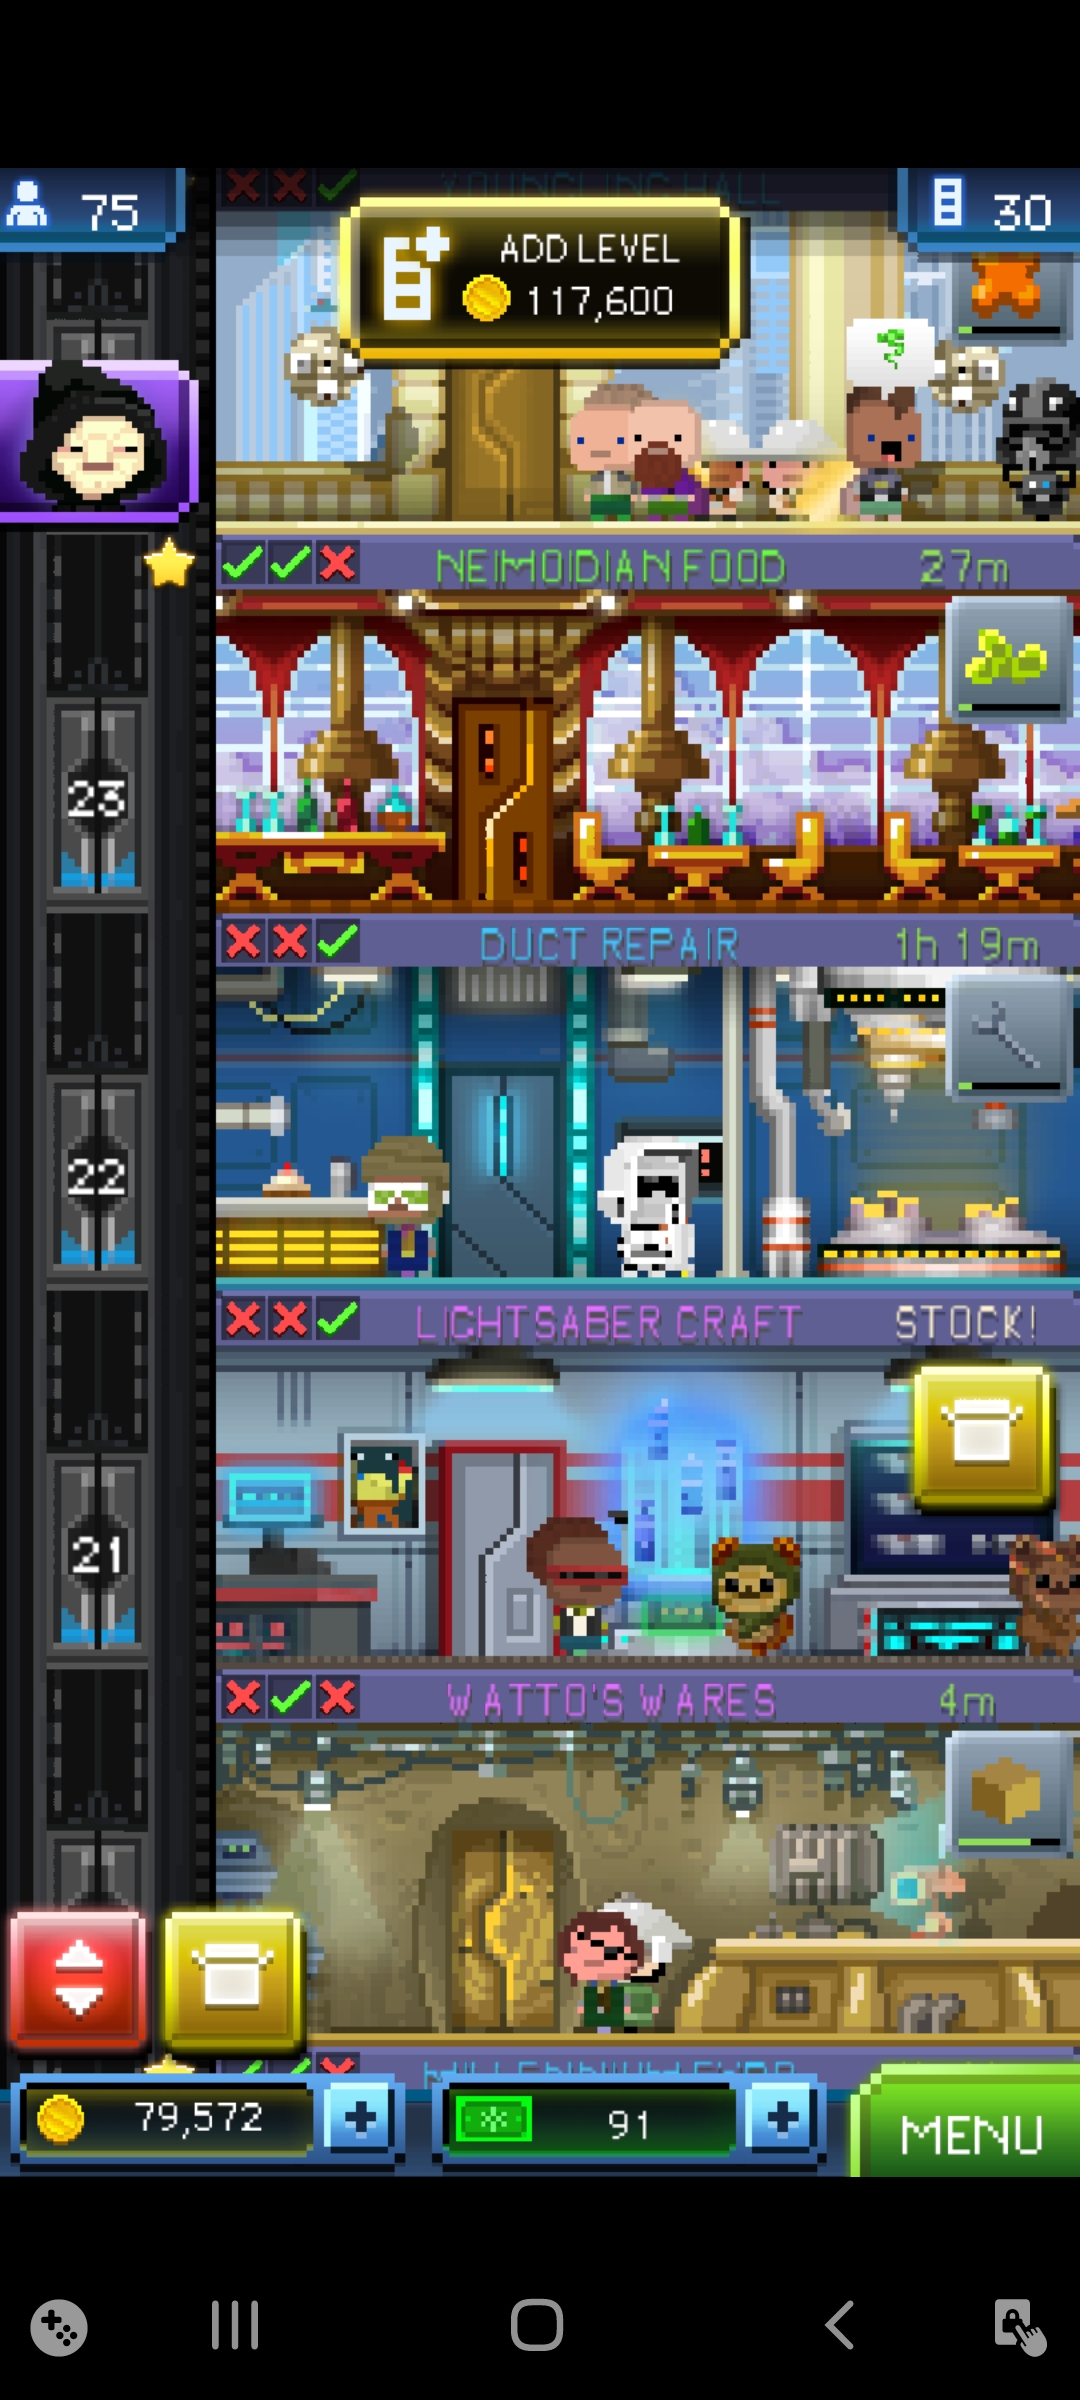 75
YOUNGLING HALL
30
ADD LEVEL
117,600
NEIMOIDIAN FOOD
27m
23
DUCT REPAIR
1h 19m
22
LIGHTSABER CRAFT
STOCK!
21
WATTO'S WARES
4m
79,572
91
MENU